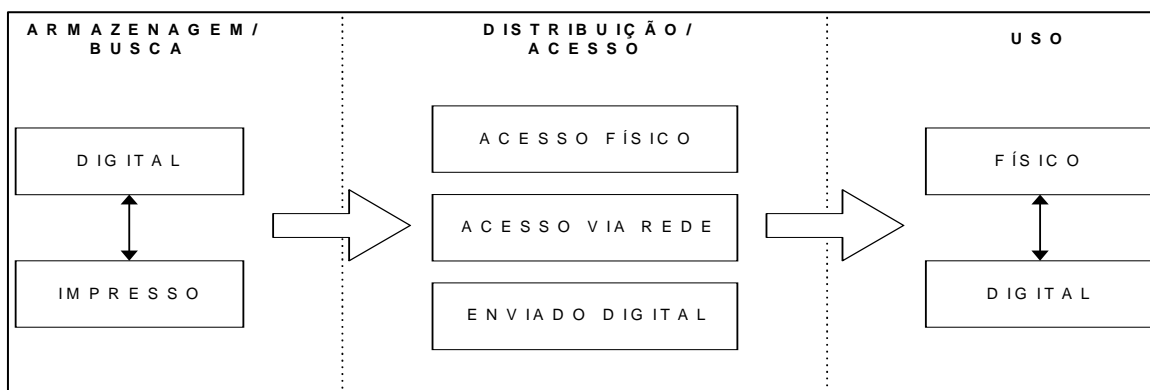 ARMAZENAGEM/
BUSCA
DIGITAL
IMPRESSO
DISTRIBUIÇÃO/
ACESSO
ACESSO FÍSICO
ACESSO VIA REDE
ENVIADO DIGITAL
USO
FÍSICO
DIGITAL